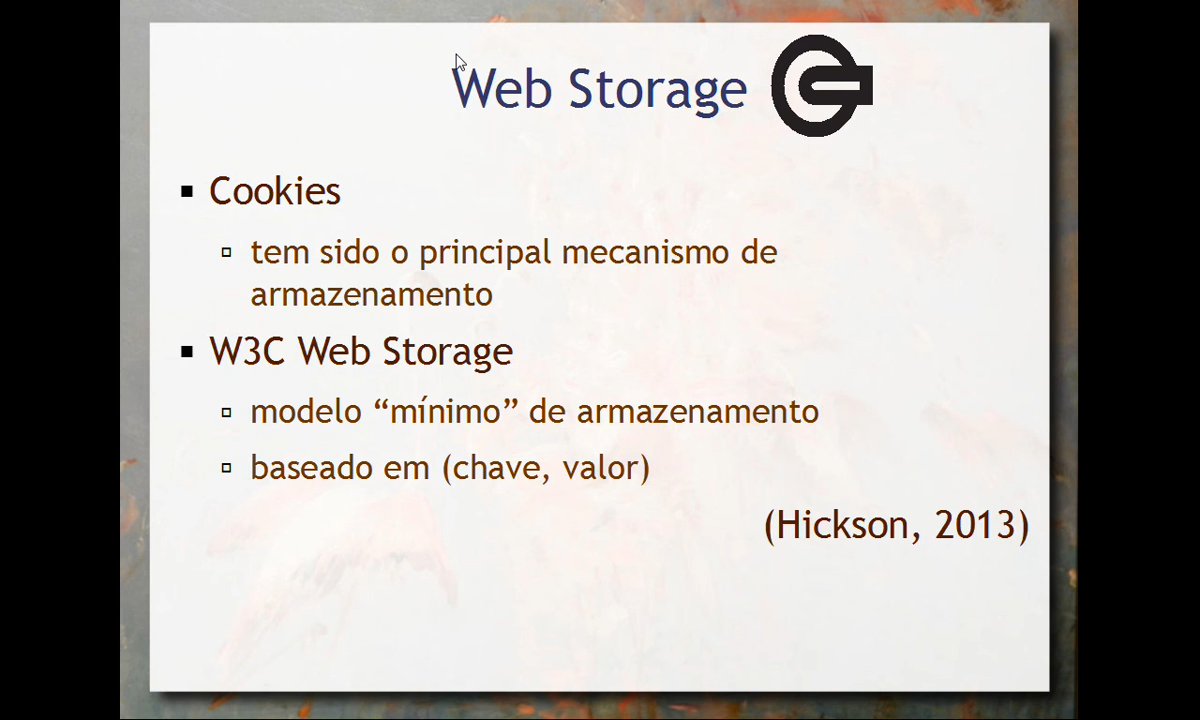 Web Storage
Cookies
tem sido o principal mecanismo de
armazenamento
W3C Web Storage
modelo “mínimo” de armazenamento
baseado em (chave, valor)
(Hickson, 2013)